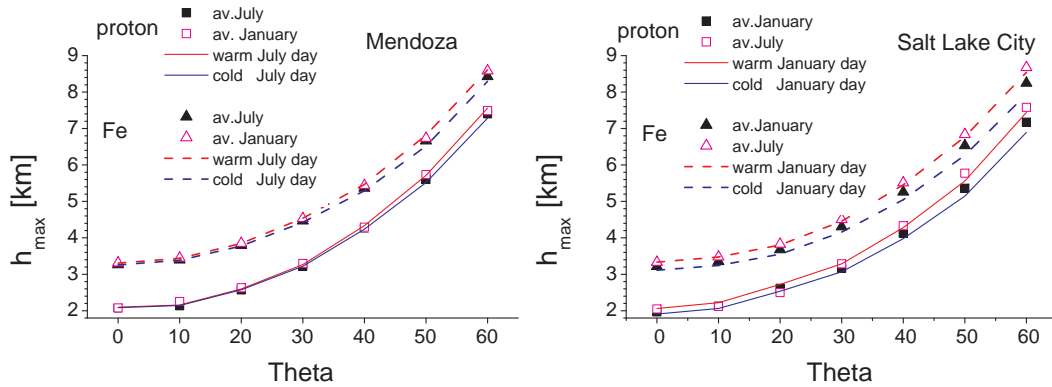 proton
av.July
av. January
warm July day
cold July day
Mendoza
Fe
av.July
av. January
warm July day
cold July day
h_max [km]
9
8
7
6
5
4
3
2
0 10 20 30 40 50 60
Theta
proton
av.January
av.July
warm January day
cold January day
Salt Lake City
Fe
av.January
av.July
warm January day
cold January day
h_max [km]
9
8
7
6
5
4
3
2
0 10 20 30 40 50 60
Theta